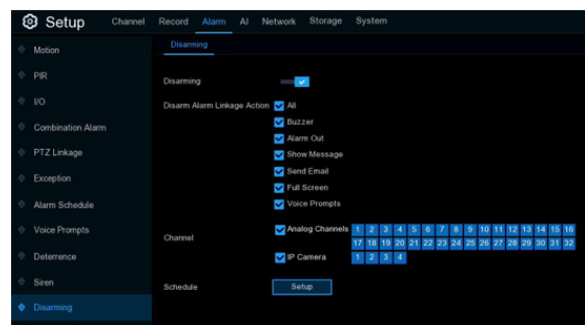 Setup Channel Record Alarm AI Network Storage System
Motion
PIR
I/O
Combination Alarm
PTZ Linkage
Exception
Alarm Schedule
Voice Prompts
Deterrence
Siren
Disarming
Disarming
Disarming
Disarm Alarm Linkage Action All
Buzzer
Alarm Out
Show Message
Send Email
Full Screen
Voice Prompts
Channel
Analog Channels 1 2 3 4 5 6 7 8 9 10 11 12 13 14 15 16
17 18 19 20 21 22 23 24 25 26 27 28 29 30 31 32
IP Camera 1 2 3 4
Schedule Setup